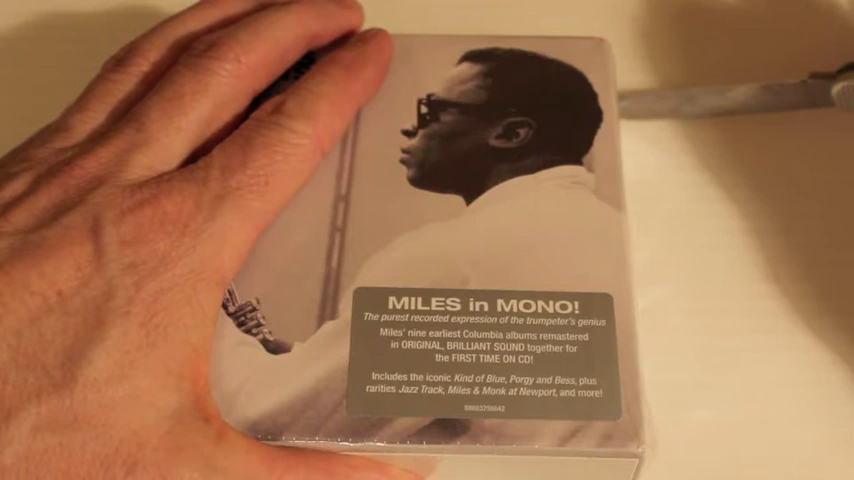 MILES in MONO!
The purest recorded expression of the trumpeter's genius
Miles' nine earliest Columbia albums remastered
in ORIGINAL, BRILLIANT SOUND together for
the FIRST TIME ON CD!
Includes the iconic Kind of Blue, Porgy and Bess, plus
rarities Jazz Track, Miles & Monk at Newport, and more!